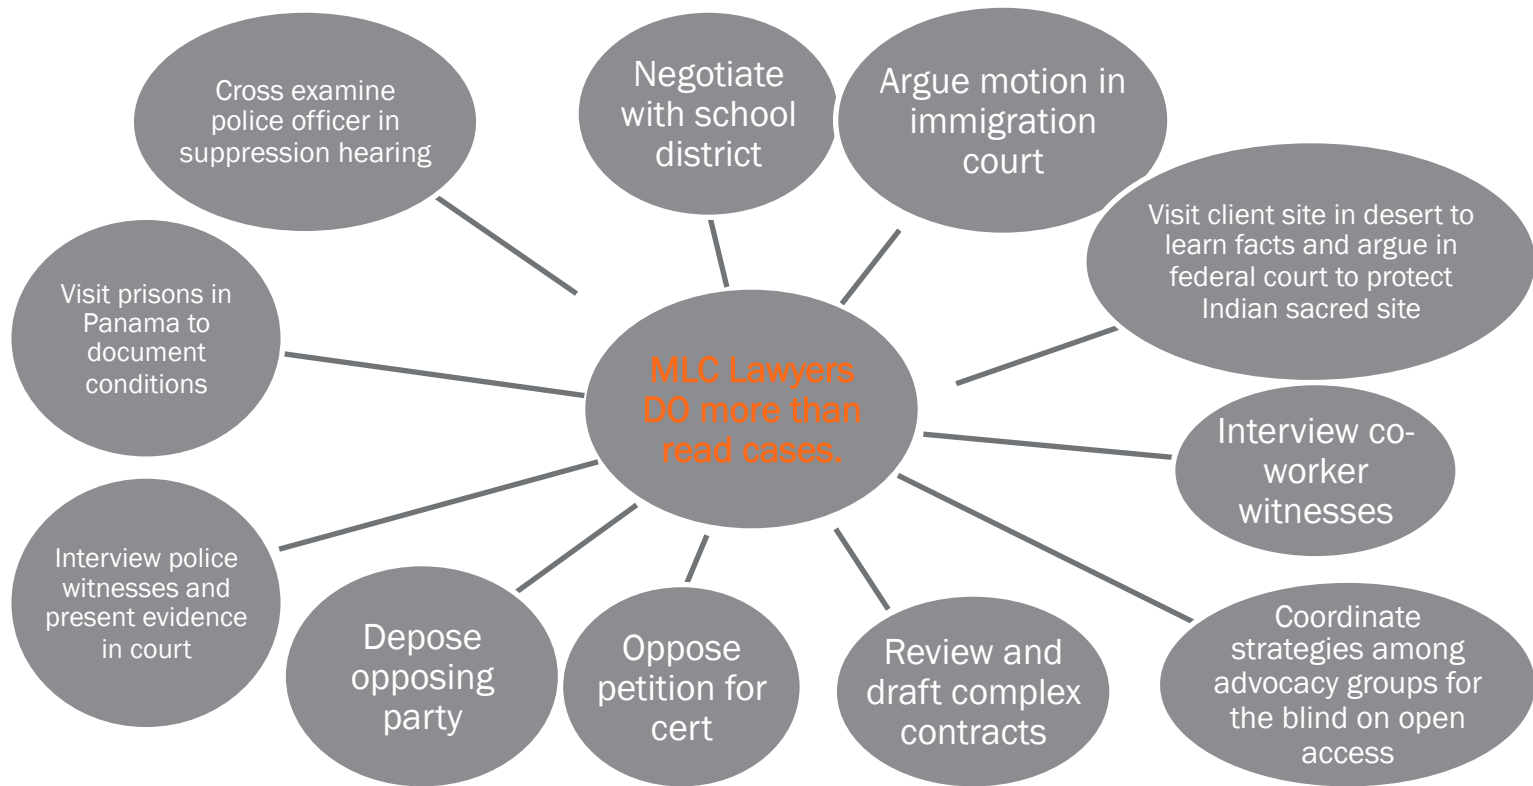 Cross examine
police officer in
suppression hearing
Negotiate
with school
district
Argue motion in
immigration
court
Visit client site in desert to
learn facts and argue in
federal court to protect
Indian sacred site
Visit prisons in
Panama to
document
conditions
MLC Lawyers
DO more than
read cases.
Interview co-
worker
witnesses
Interview police
witnesses and
present evidence
in court
Depose
opposing
party
Oppose
petition for
cert
Review and
draft complex
contracts
Coordinate
strategies among
advocacy groups for
the blind on open
access